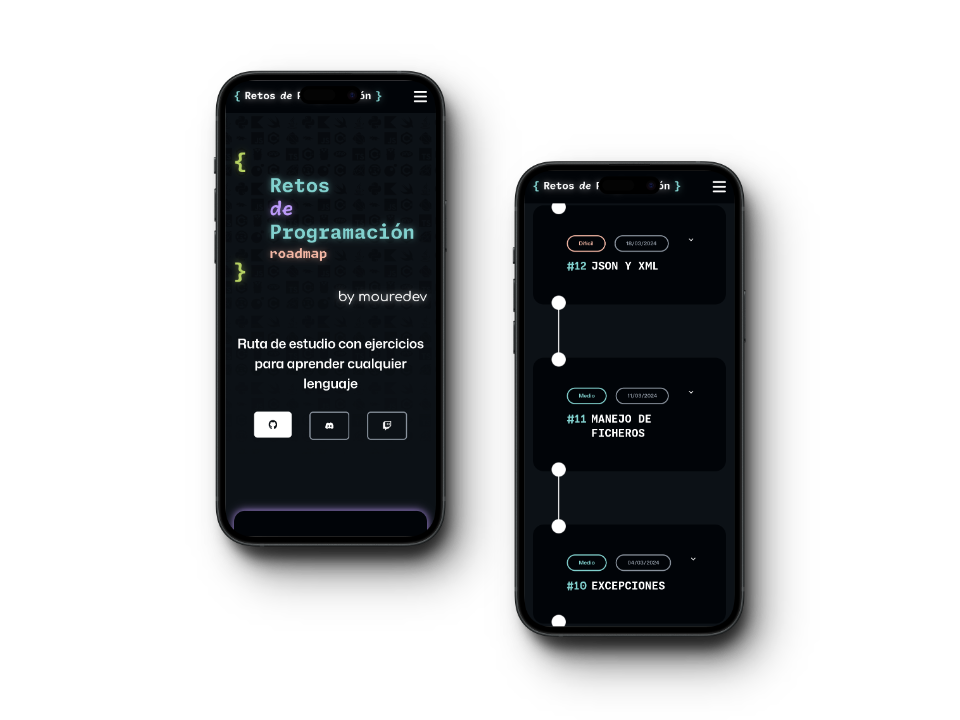 { Retos de P ón }
{
Retos
de
Programación
roadmap
}
by mouredev
Ruta de estudio con ejercicios
para aprender cualquier
lenguaje
{ Retos de P ón }
Difícil 18/03/2024
#12 JSON Y XML
Medio 11/03/2024
#11 MANEJO DE
FICHEROS
Medio 04/03/2024
#10 EXCEPCIONES